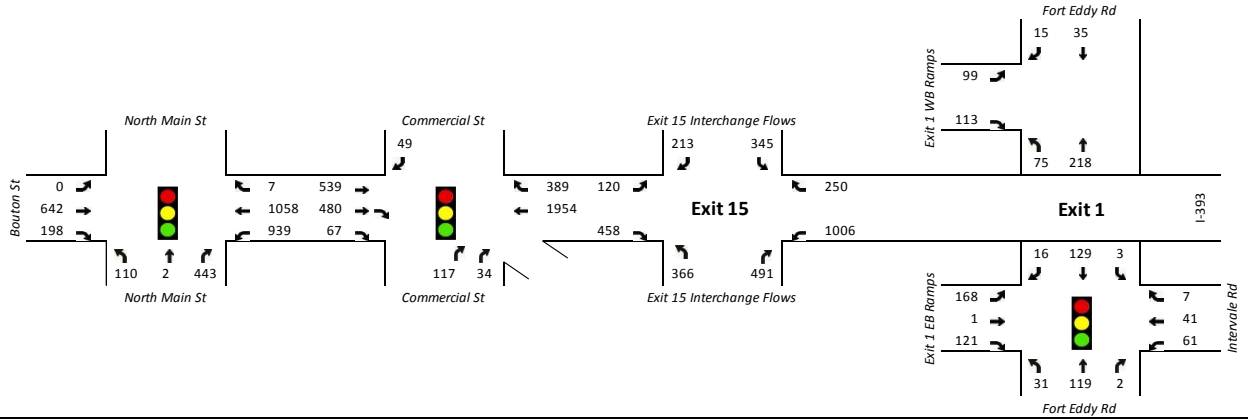 Fort Eddy Rd
15 35
Exit 1 WB Ramps
99
113
75 218
North Main St
Commercial St
Exit 15 Interchange Flows
49
213 345
Bouton St
0
642
198
7
1058
939
539
480
67
389
1954
120
458
Exit 15
250
1006
Exit 1
I-393
110 2 443
117 34
366 491
North Main St
Commercial St
Exit 15 Interchange Flows
16 129 3
Exit 1 EB Ramps
168
1
121
7
41
61
Intervale Rd
31 119 2
Fort Eddy Rd